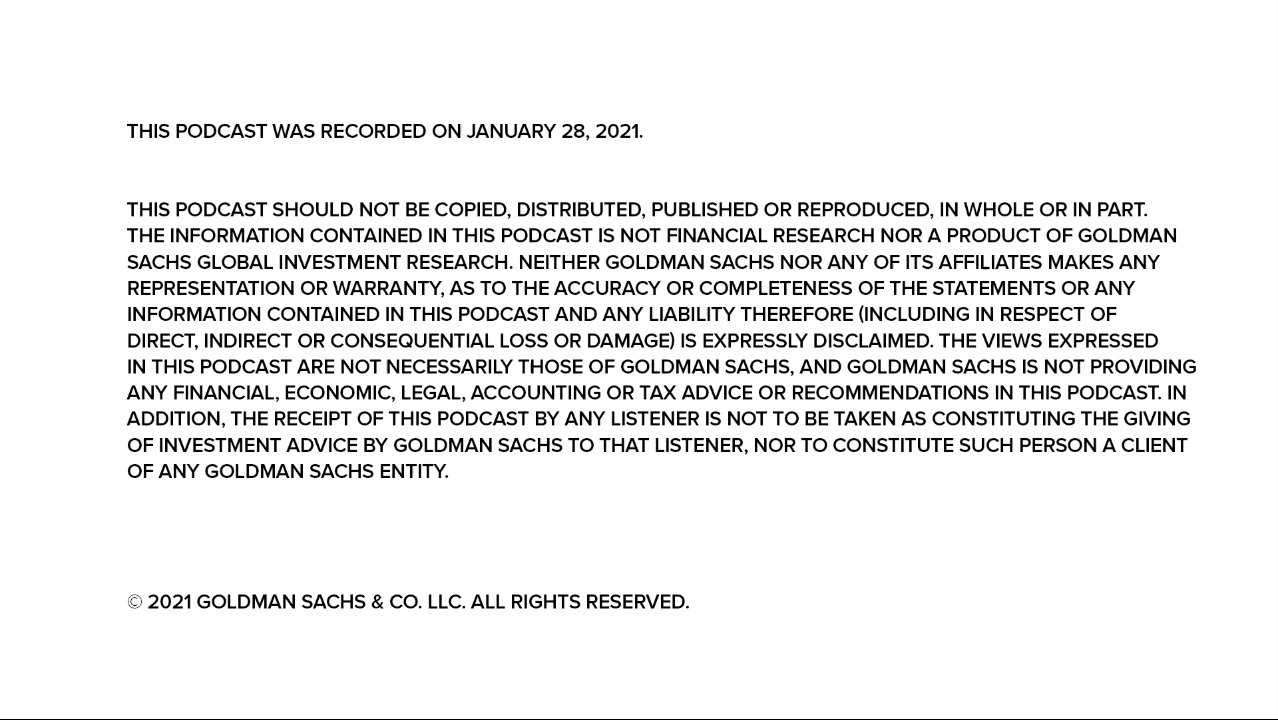 THIS PODCAST WAS RECORDED ON JANUARY 28, 2021.
THIS PODCAST SHOULD NOT BE COPIED, DISTRIBUTED, PUBLISHED OR REPRODUCED, IN WHOLE OR IN PART.
THE INFORMATION CONTAINED IN THIS PODCAST IS NOT FINANCIAL RESEARCH NOR A PRODUCT OF GOLDMAN
SACHS GLOBAL INVESTMENT RESEARCH. NEITHER GOLDMAN SACHS NOR ANY OF ITS AFFILIATES MAKES ANY
REPRESENTATION OR WARRANTY, AS TO THE ACCURACY OR COMPLETENESS OF THE STATEMENTS OR ANY
INFORMATION CONTAINED IN THIS PODCAST AND ANY LIABILITY THEREFORE (INCLUDING IN RESPECT OF
DIRECT, INDIRECT OR CONSEQUENTIAL LOSS OR DAMAGE) IS EXPRESSLY DISCLAIMED. THE VIEWS EXPRESSED
IN THIS PODCAST ARE NOT NECESSARILY THOSE OF GOLDMAN SACHS, AND GOLDMAN SACHS IS NOT PROVIDING
ANY FINANCIAL, ECONOMIC, LEGAL, ACCOUNTING OR TAX ADVICE OR RECOMMENDATIONS IN THIS PODCAST. IN
ADDITION, THE RECEIPT OF THIS PODCAST BY ANY LISTENER IS NOT TO BE TAKEN AS CONSTITUTING THE GIVING
OF INVESTMENT ADVICE BY GOLDMAN SACHS TO THAT LISTENER, NOR TO CONSTITUTE SUCH PERSON A CLIENT
OF ANY GOLDMAN SACHS ENTITY.
© 2021 GOLDMAN SACHS & CO. LLC. ALL RIGHTS RESERVED.